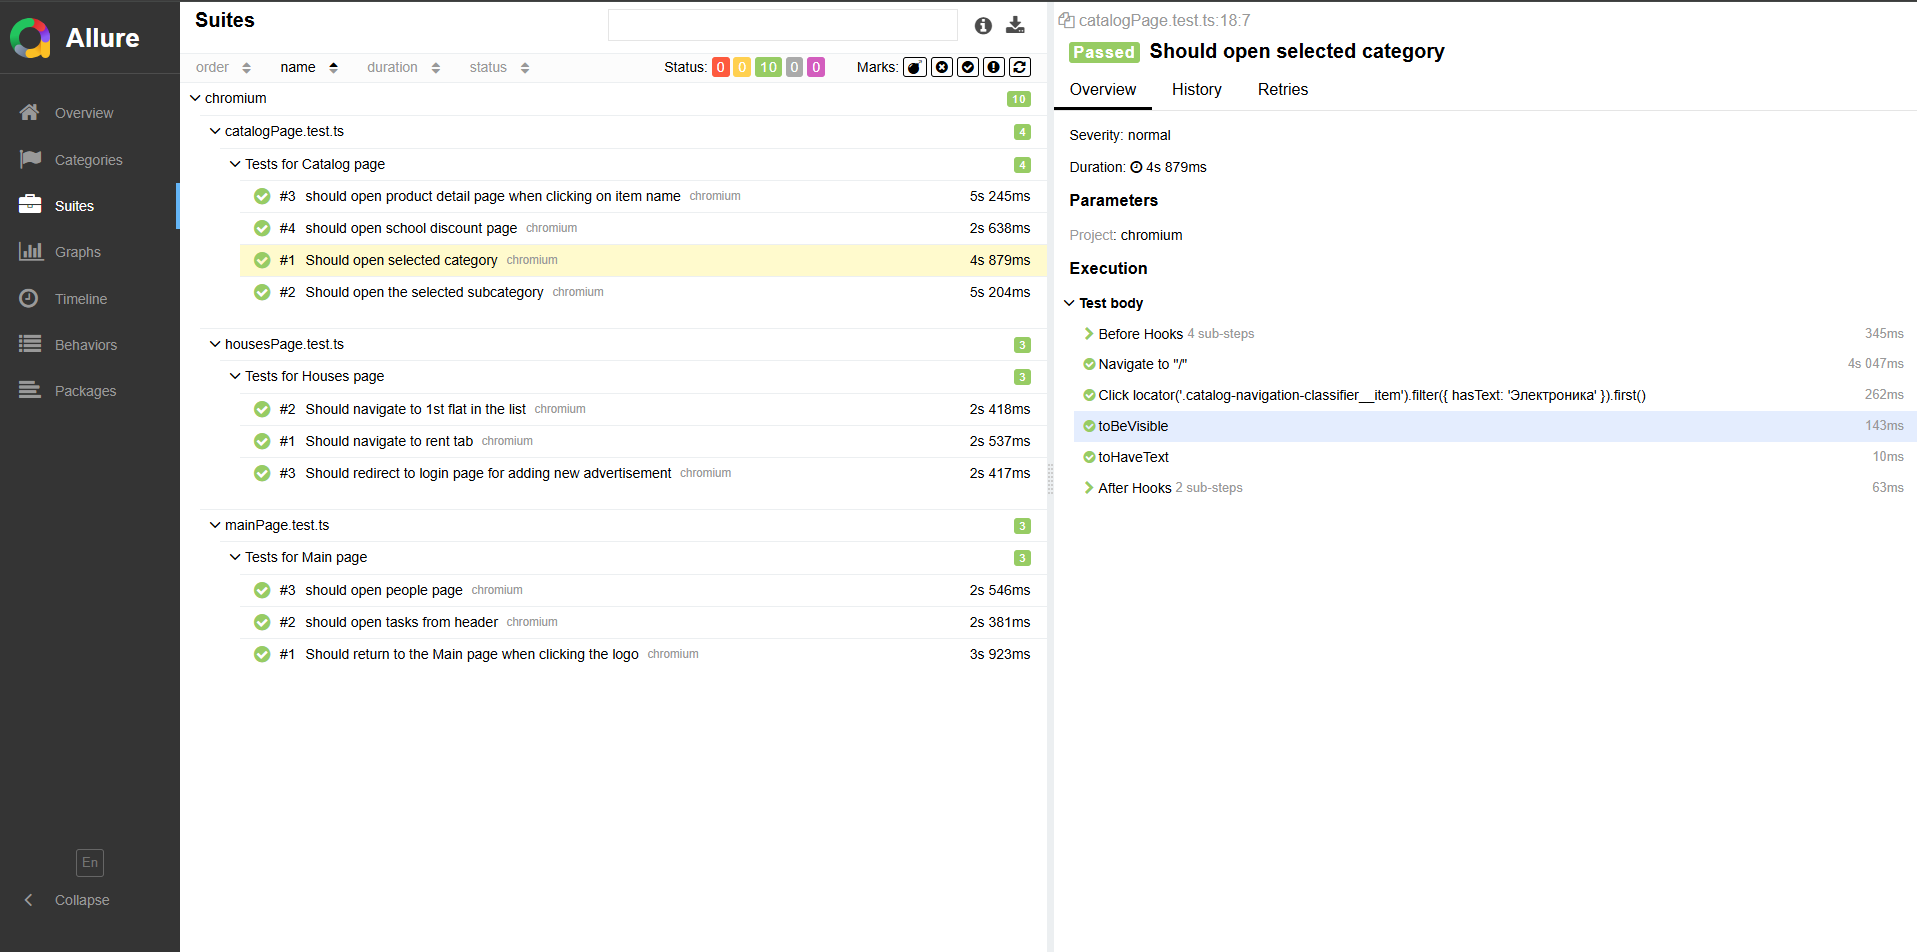 Allure
Overview
Categories
Suites
Graphs
Timeline
Behaviors
Packages
En
Collapse
Suites
order name duration status Status: 0 0 10 0 0 Marks:
chromium 10
catalogPage.test.ts 4
Tests for Catalog page 4
#3 should open product detail page when clicking on item name chromium 5s 245ms
#4 should open school discount page chromium 2s 638ms
#1 Should open selected category chromium 4s 879ms
#2 Should open the selected subcategory chromium 5s 204ms
housesPage.test.ts 3
Tests for Houses page 3
#2 Should navigate to 1st flat in the list chromium 2s 418ms
#1 Should navigate to rent tab chromium 2s 537ms
#3 Should redirect to login page for adding new advertisement chromium 2s 417ms
mainPage.test.ts 3
Tests for Main page 3
#3 should open people page chromium 2s 546ms
#2 should open tasks from header chromium 2s 381ms
#1 Should return to the Main page when clicking the logo chromium 3s 923ms
catalogPage.test.ts:18:7
Passed Should open selected category
Overview History Retries
Severity: normal
Duration: 4s 879ms
Parameters
Project: chromium
Execution
Test body
Before Hooks 4 sub-steps 345ms
Navigate to "/" 4s 047ms
Click locator('.catalog-navigation-classifier__item').filter({ hasText: 'Электроника' }).first() 262ms
toBeVisible 143ms
toHaveText 10ms
After Hooks 2 sub-steps 63ms